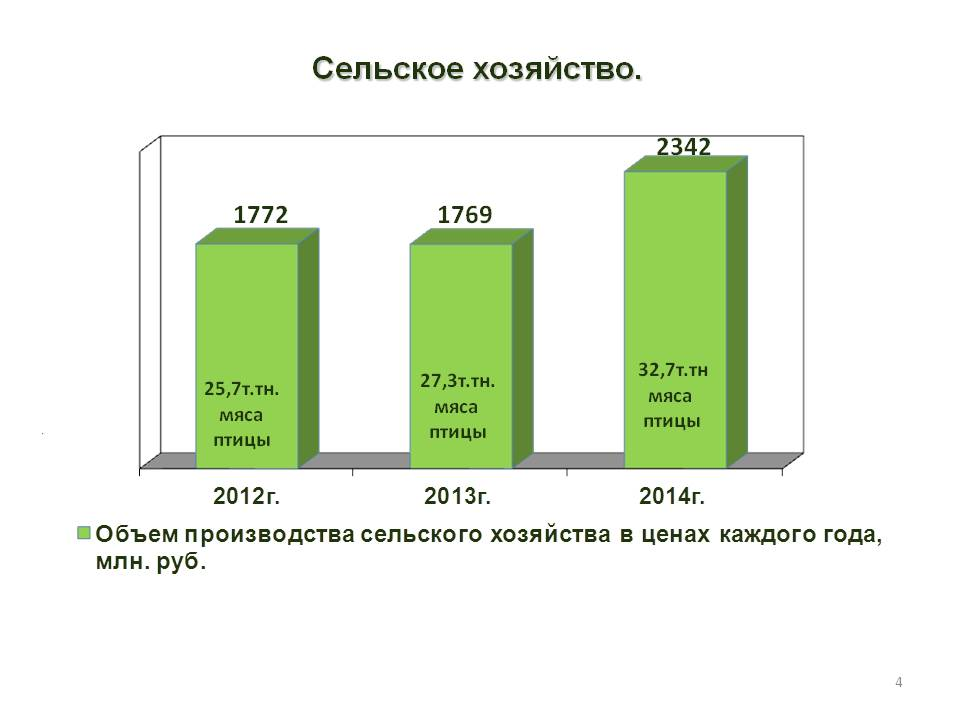 Сельское хозяйство.
2342
1772
1769
25,7т.тн.
мяса
птицы
27,3т.тн.
мяса
птицы
32,7т.тн
мяса
птицы
2012г.
2013г.
2014г.
Объем производства сельского хозяйства в ценах каждого года,
млн. руб.
4